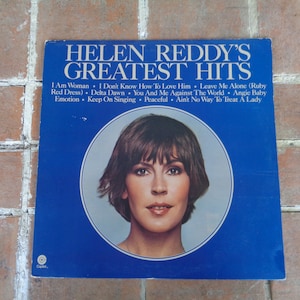 HELEN REDDY'S
GREATEST HITS
I Am Woman • I Don't Know How To Love Him • Leave Me Alone (Ruby
Red Dress) • Delta Dawn • You And Me Against The World • Angie Baby
Emotion • Keep On Singing • Peaceful • Ain't No Way To Treat A Lady
Capitol